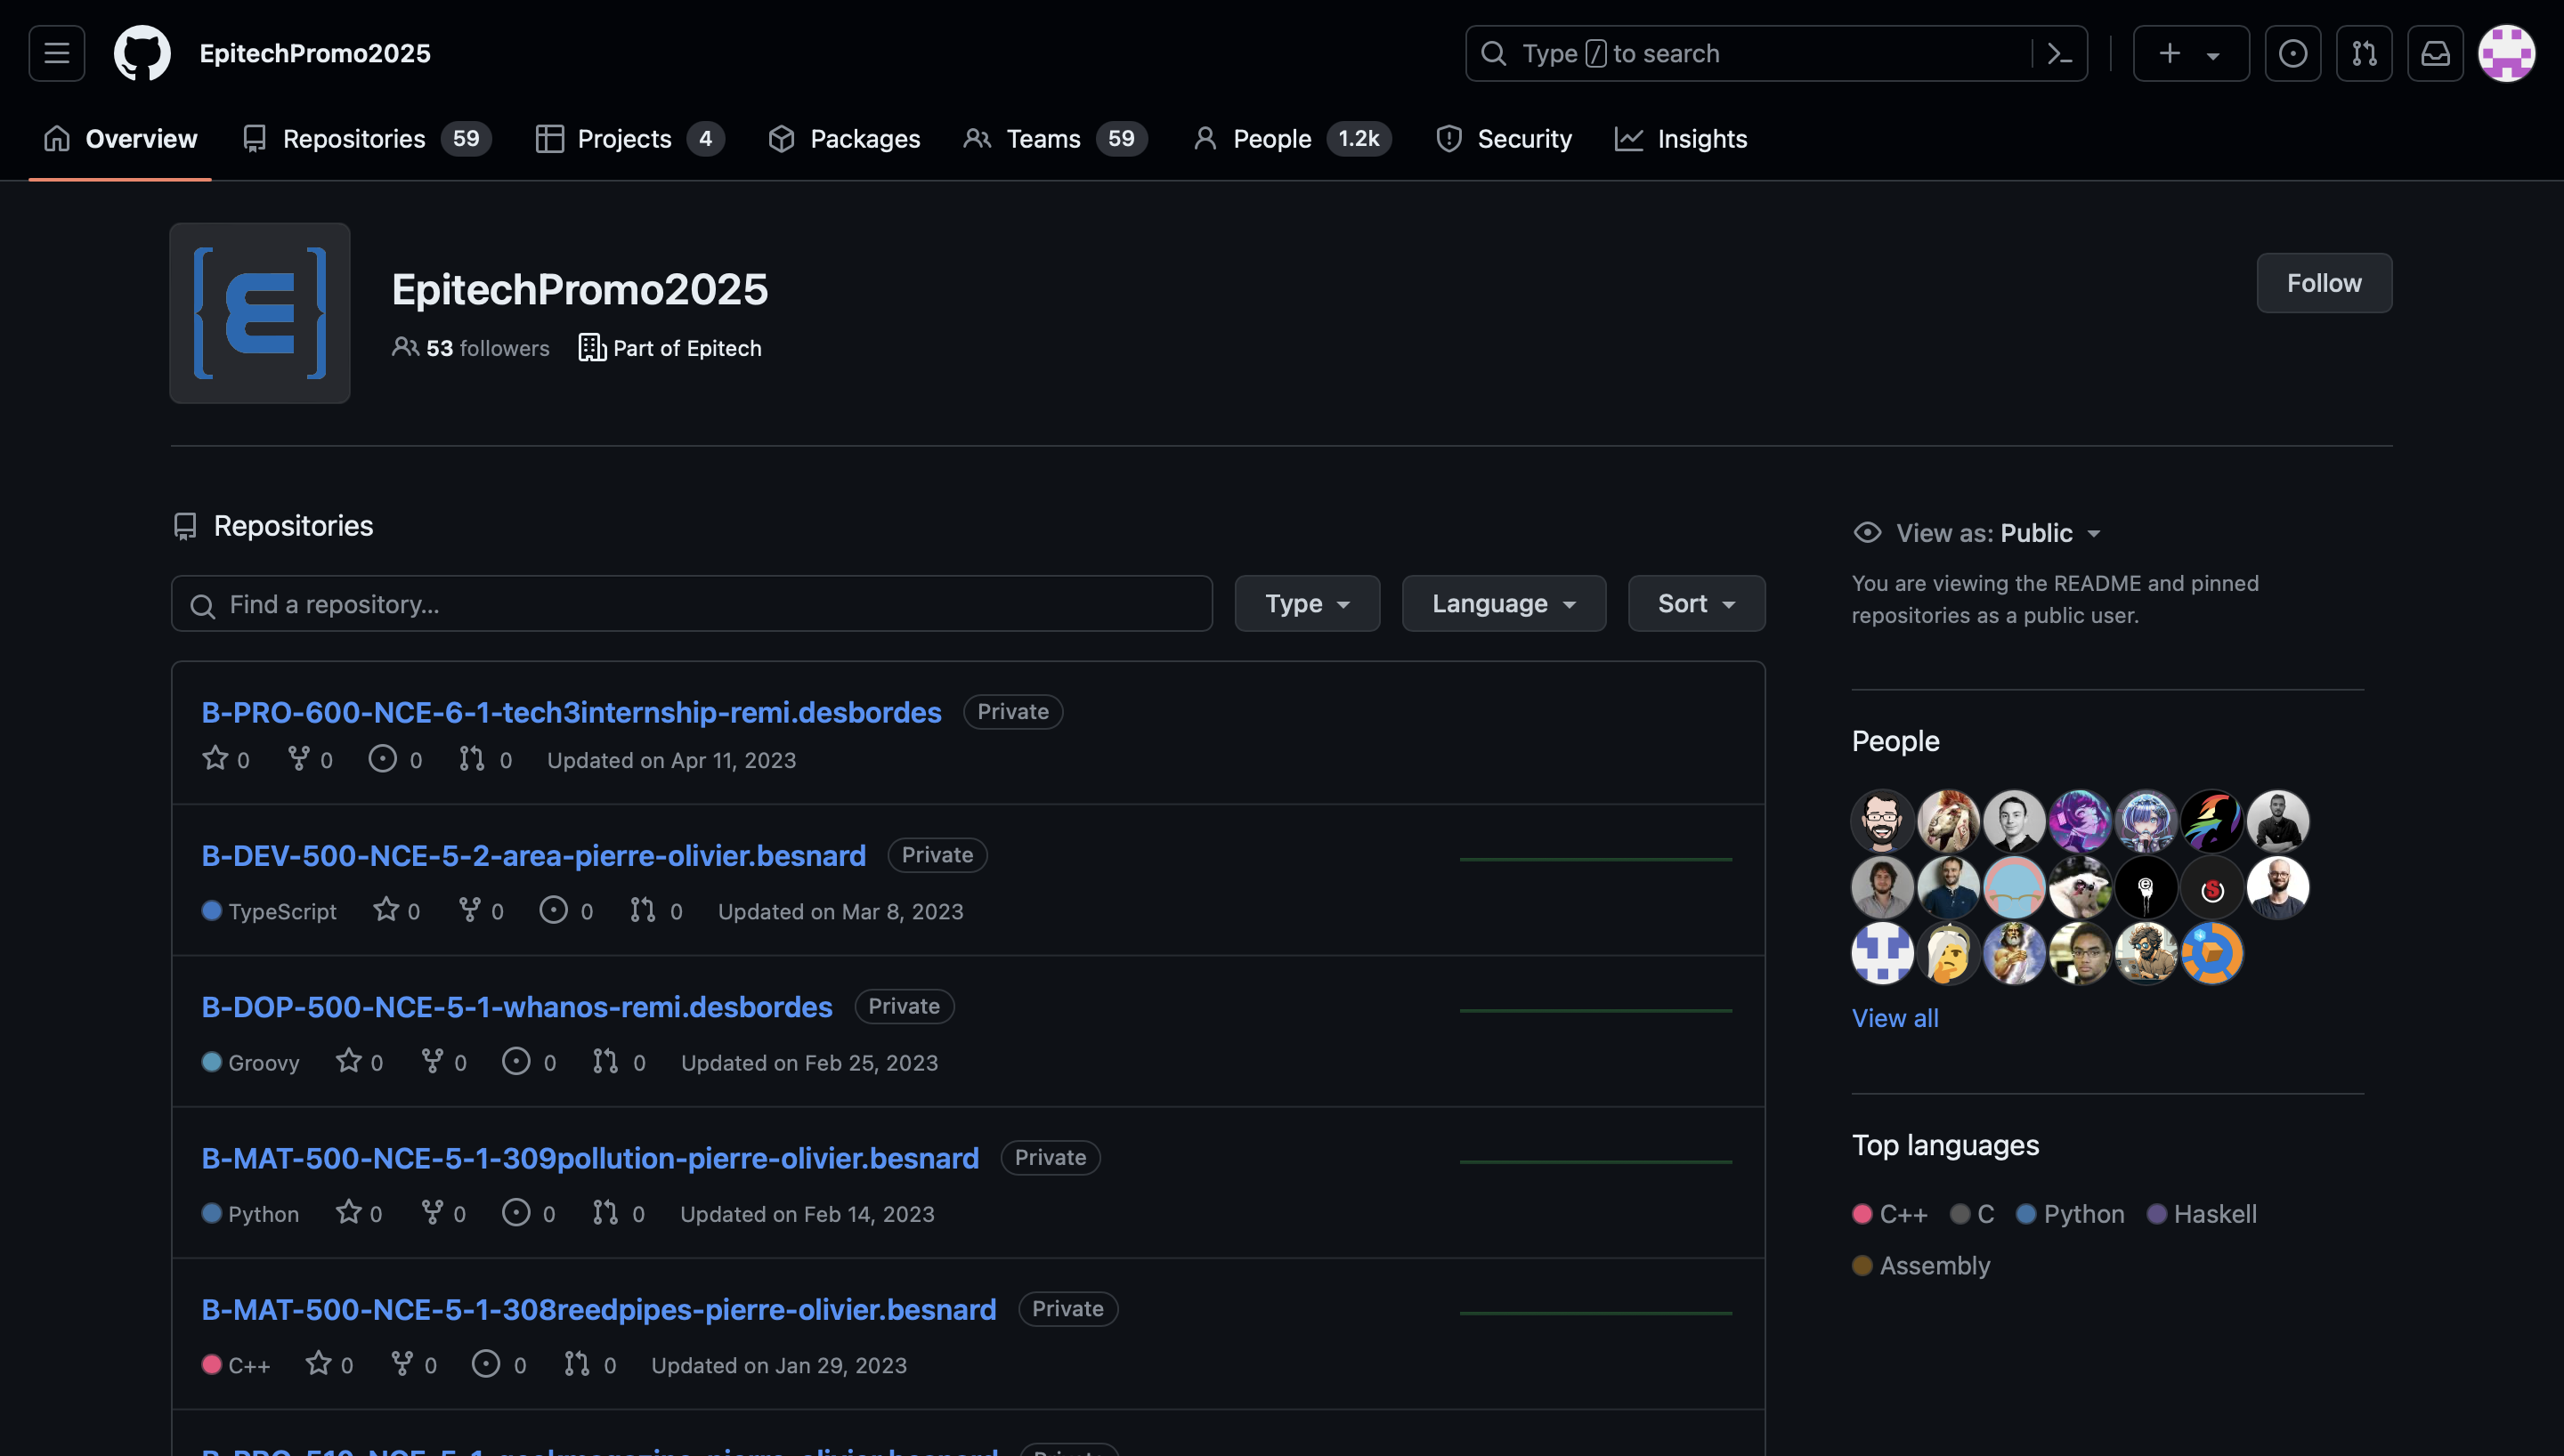 EpitechPromo2025
Type / to search
Overview
Repositories 59
Projects 4
Packages
Teams 59
People 1.2k
Security
Insights
EpitechPromo2025
53 followers
Part of Epitech
Follow
Repositories
Find a repository...
Type
Language
Sort
B-PRO-600-NCE-6-1-tech3internship-remi.desbordes Private
0 0 0 0 Updated on Apr 11, 2023
B-DEV-500-NCE-5-2-area-pierre-olivier.besnard Private
TypeScript 0 0 0 0 Updated on Mar 8, 2023
B-DOP-500-NCE-5-1-whanos-remi.desbordes Private
Groovy 0 0 0 0 Updated on Feb 25, 2023
B-MAT-500-NCE-5-1-309pollution-pierre-olivier.besnard Private
Python 0 0 0 0 Updated on Feb 14, 2023
B-MAT-500-NCE-5-1-308reedpipes-pierre-olivier.besnard Private
C++ 0 0 0 0 Updated on Jan 29, 2023
View as: Public
You are viewing the README and pinned
repositories as a public user.
People
View all
Top languages
C++ C Python Haskell
Assembly